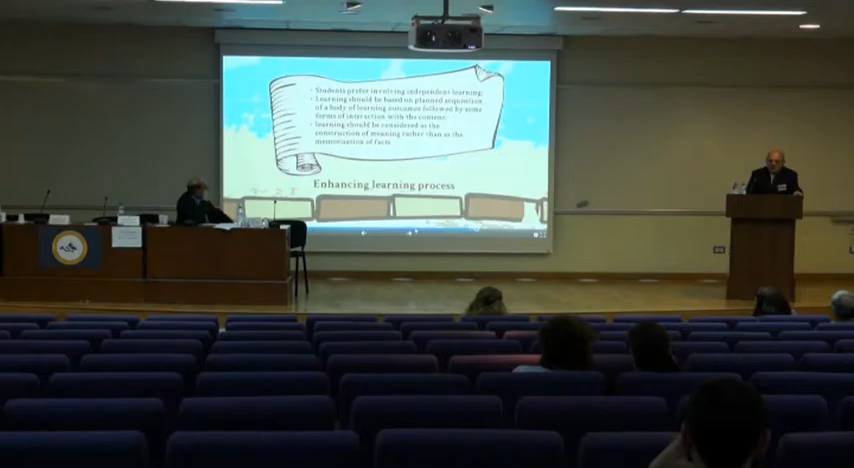 - Students prefer involving independent learning;
- Learning should be based on planned acquisition
of a body of learning outcomes followed by some
forms of interaction with the content.
- learning should be considered as the
construction of meaning rather than as the
memorization of facts
Enhancing learning process